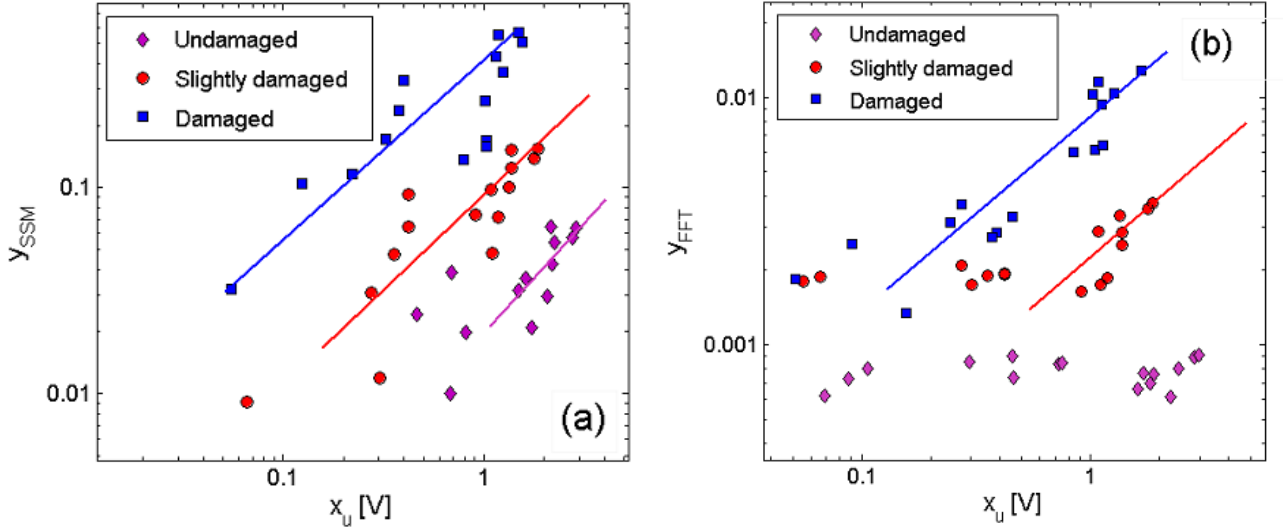 Undamaged
Slightly damaged
Damaged
(a)
0.1
0.01
y_SSM
0.1
1
x_u [V]
Undamaged
Slightly damaged
Damaged
(b)
0.01
0.001
y_FFT
0.1
1
x_u [V]